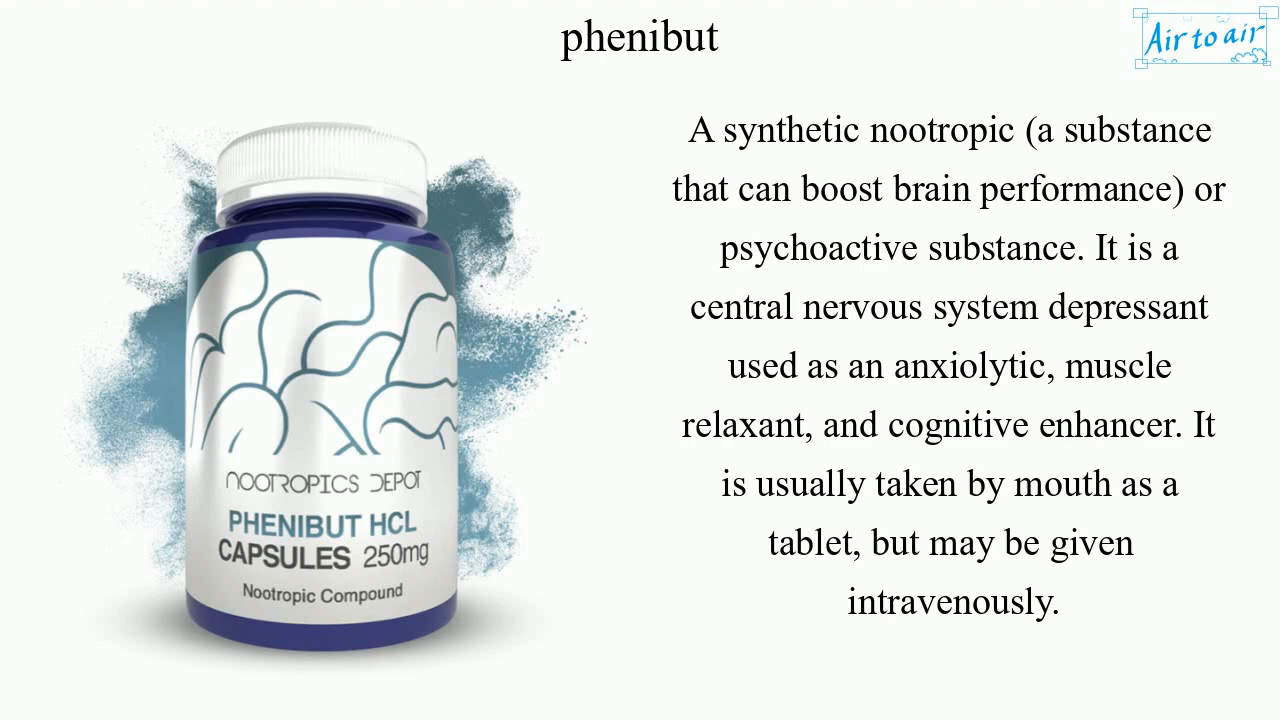 phenibut
Air to air
A synthetic nootropic (a substance
that can boost brain performance) or
psychoactive substance. It is a
central nervous system depressant
used as an anxiolytic, muscle
relaxant, and cognitive enhancer. It
is usually taken by mouth as a
tablet, but may be given
intravenously.
NOOTROPICS DEPOT
PHENIBUT HCL
CAPSULES 250mg
Nootropic Compound